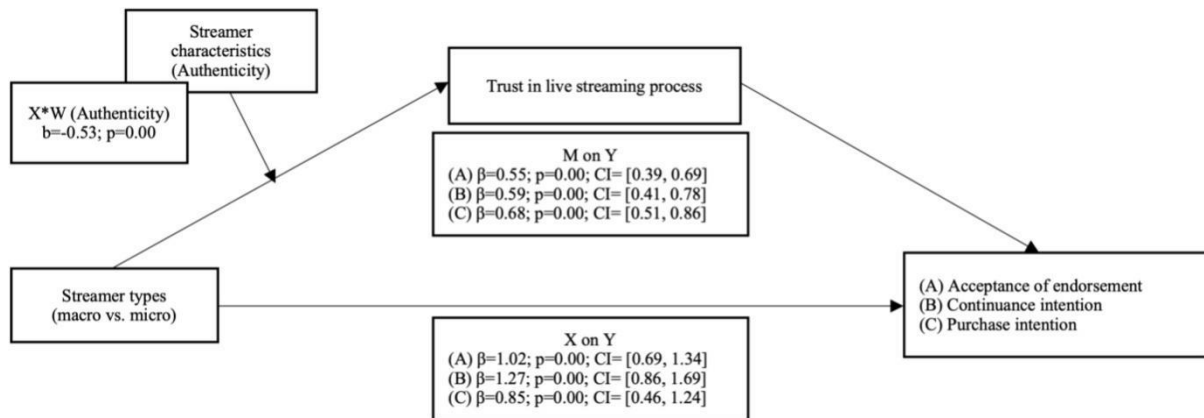 Streamer
characteristics
(Authenticity)
X*W (Authenticity)
b=-0.53; p=0.00
Trust in live streaming process
M on Y
(A) β=0.55; p=0.00; CI= [0.39, 0.69]
(B) β=0.59; p=0.00; CI= [0.41, 0.78]
(C) β=0.68; p=0.00; CI= [0.51, 0.86]
Streamer types
(macro vs. micro)
(A) Acceptance of endorsement
(B) Continuance intention
(C) Purchase intention
X on Y
(A) β=1.02; p=0.00; CI= [0.69, 1.34]
(B) β=1.27; p=0.00; CI= [0.86, 1.69]
(C) β=0.85; p=0.00; CI= [0.46, 1.24]